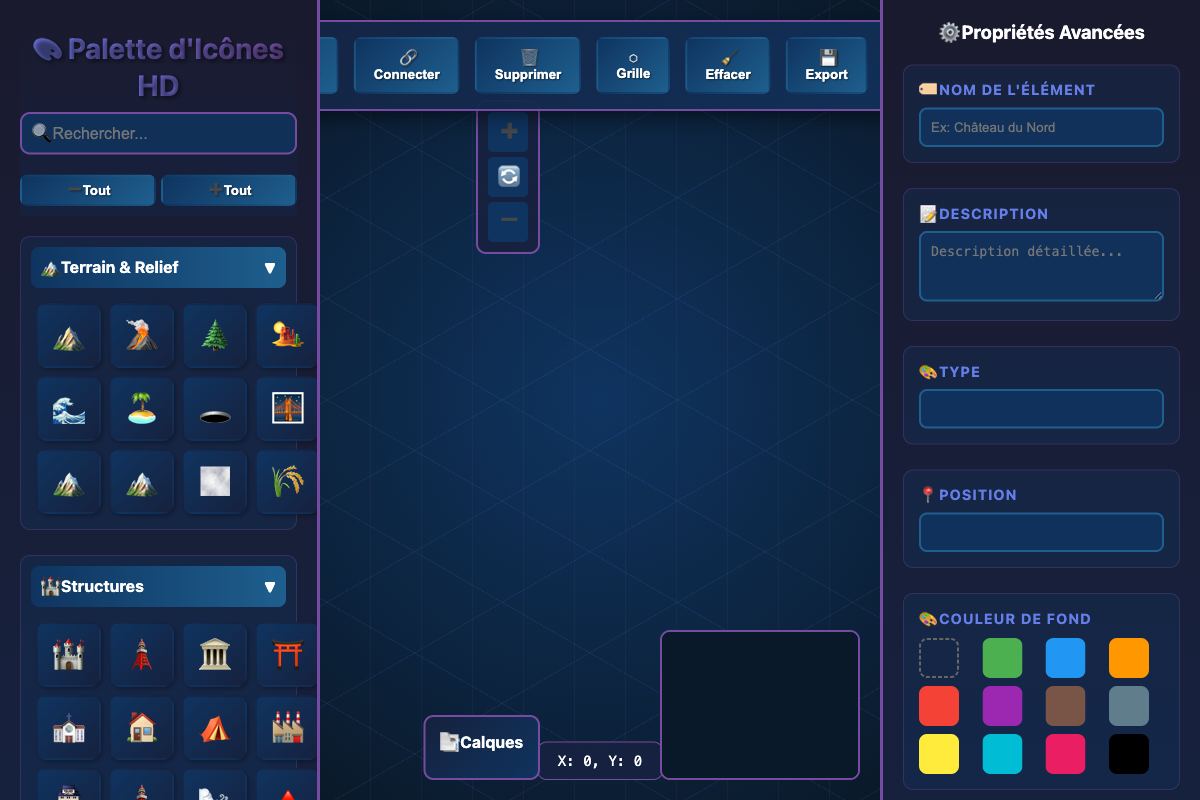 Palette d'Icônes
HD
Rechercher...
Tout
Tout
Terrain & Relief
Structures
Connecter
Supprimer
Grille
Effacer
Export
Calques
X: 0, Y: 0
Propriétés Avancées
NOM DE L'ÉLÉMENT
Ex: Château du Nord
DESCRIPTION
Description détaillée...
TYPE
POSITION
COULEUR DE FOND